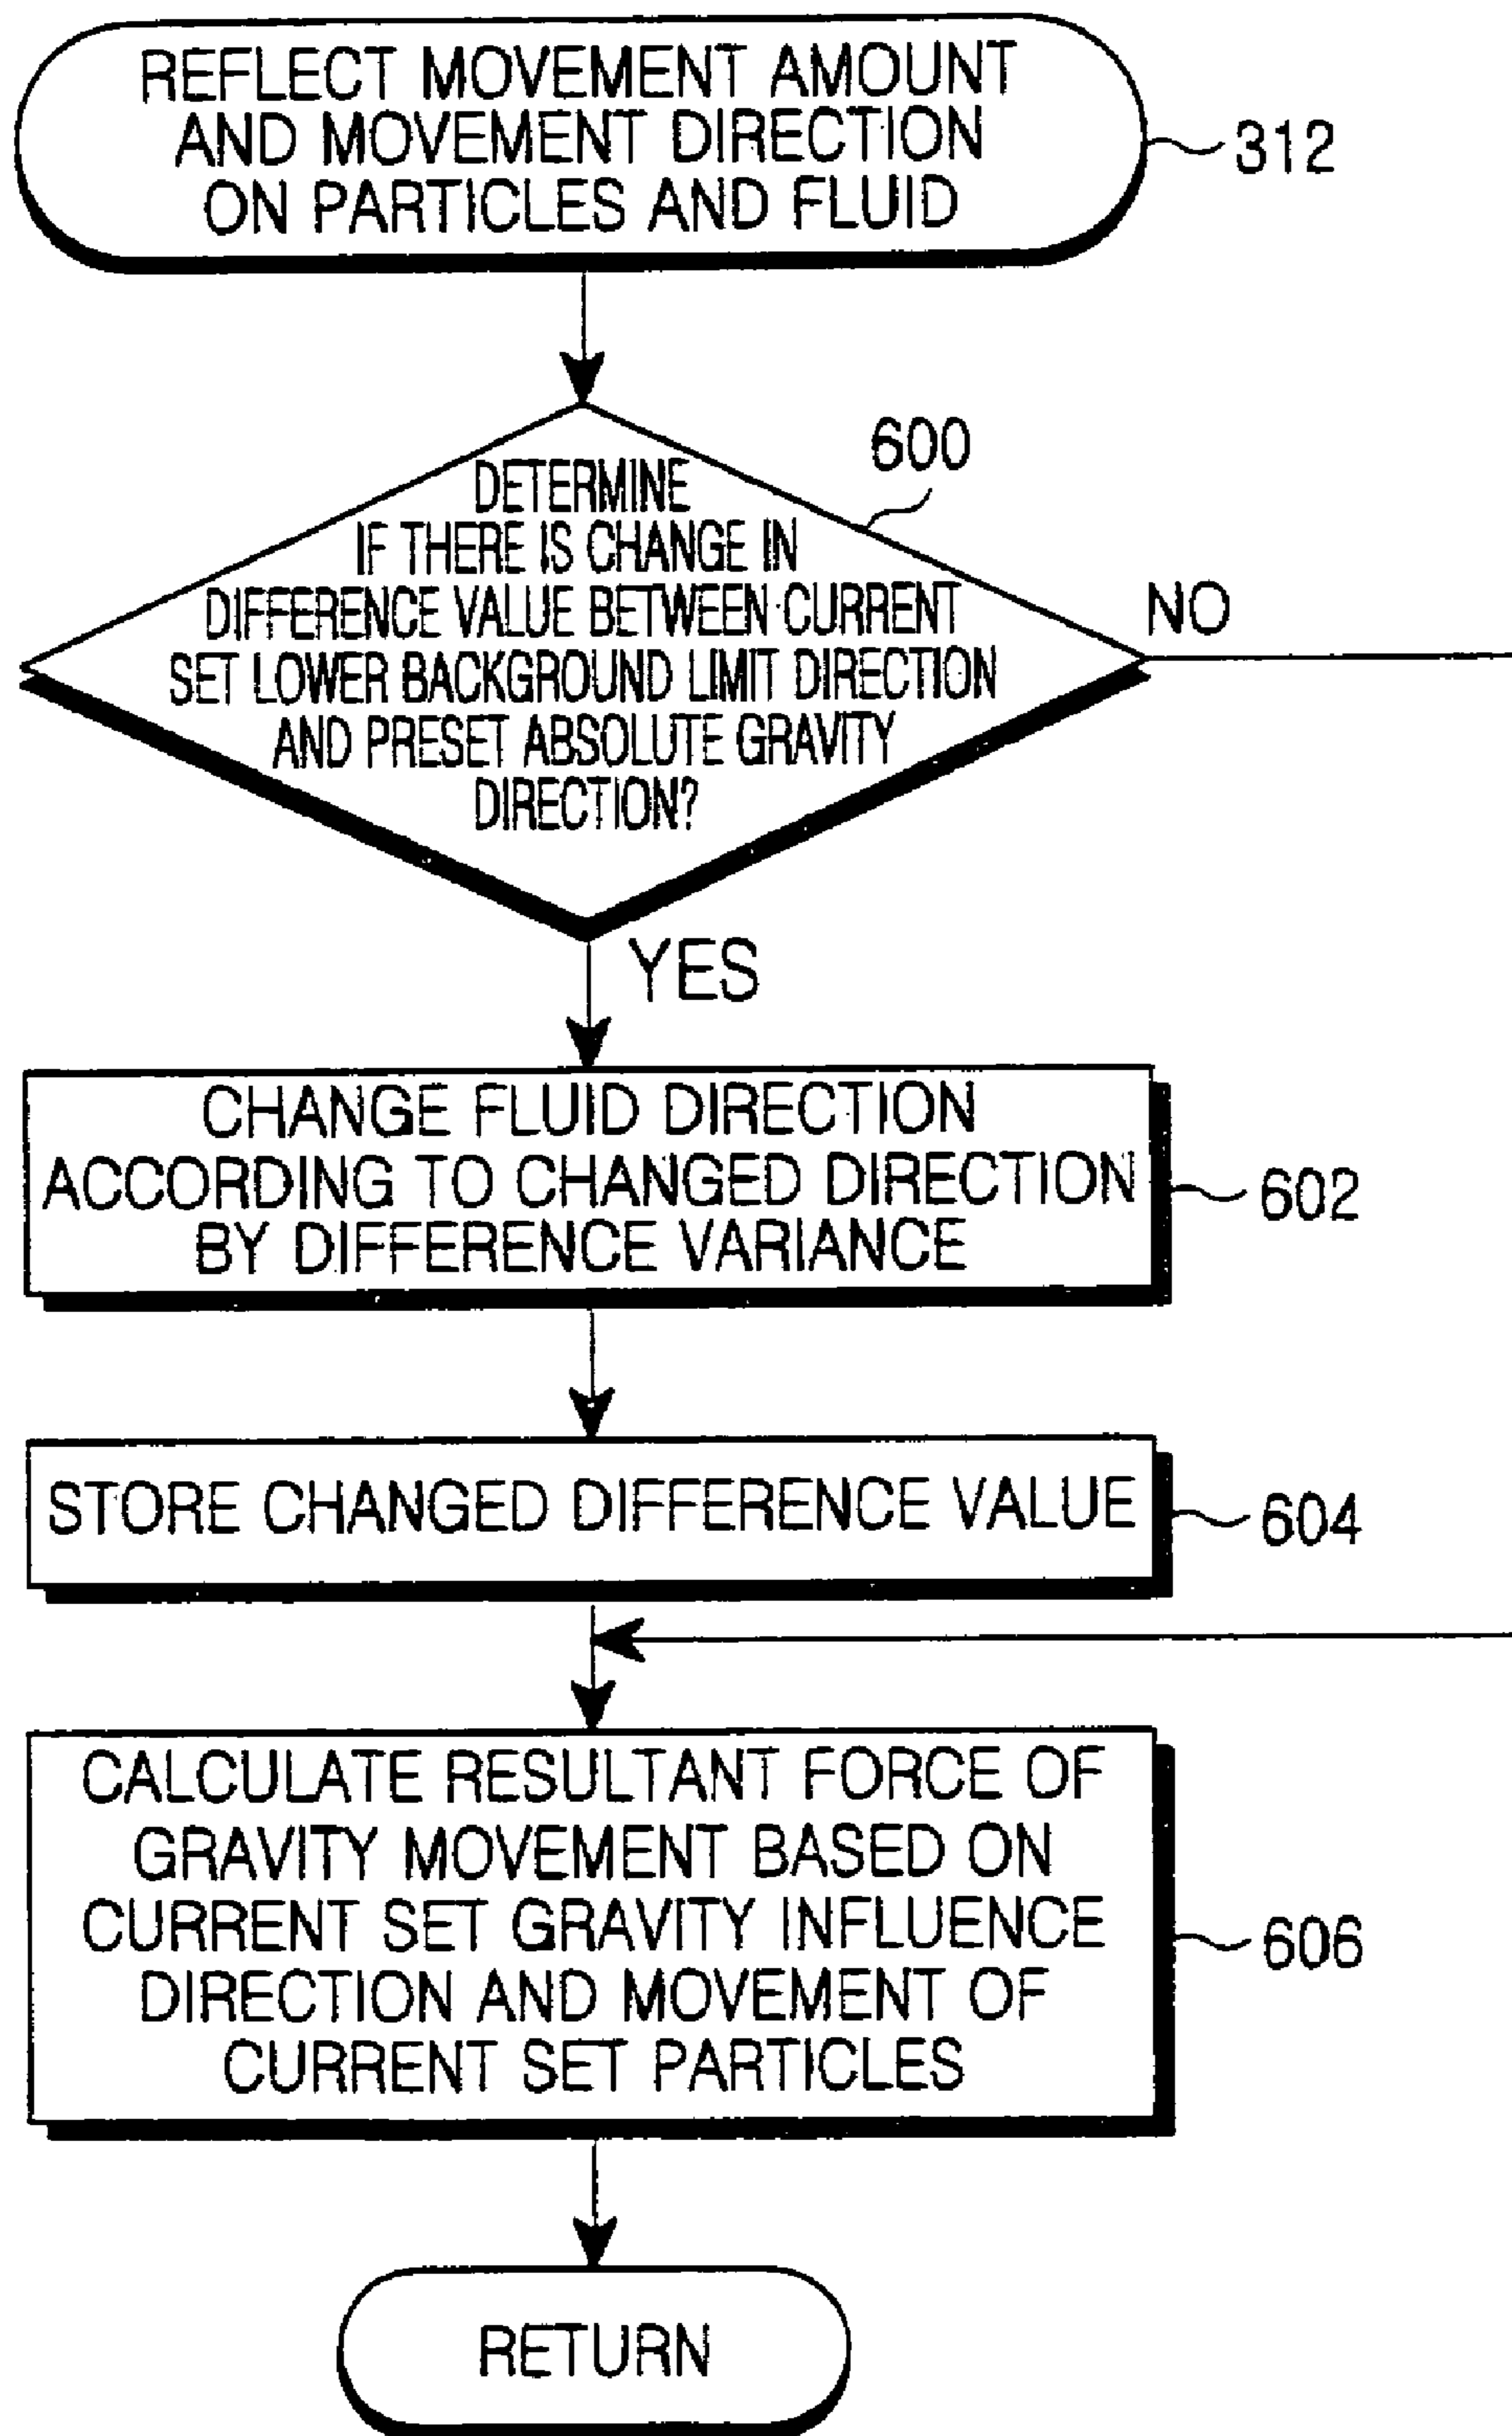 REFLECT MOVEMENT AMOUNT
AND MOVEMENT DIRECTION
ON PARTICLES AND FLUID
312
600
DETERMINE
IF THERE IS CHANGE IN
DIFFERENCE VALUE BETWEEN CURRENT
SET LOWER BACKGROUND LIMIT DIRECTION
AND PRESET ABSOLUTE GRAVITY
DIRECTION?
NO
YES
CHANGE FLUID DIRECTION
ACCORDING TO CHANGED DIRECTION
BY DIFFERENCE VARIANCE
602
STORE CHANGED DIFFERENCE VALUE
604
CALCULATE RESULTANT FORCE OF
GRAVITY MOVEMENT BASED ON
CURRENT SET GRAVITY INFLUENCE
DIRECTION AND MOVEMENT OF
CURRENT SET PARTICLES
606
RETURN